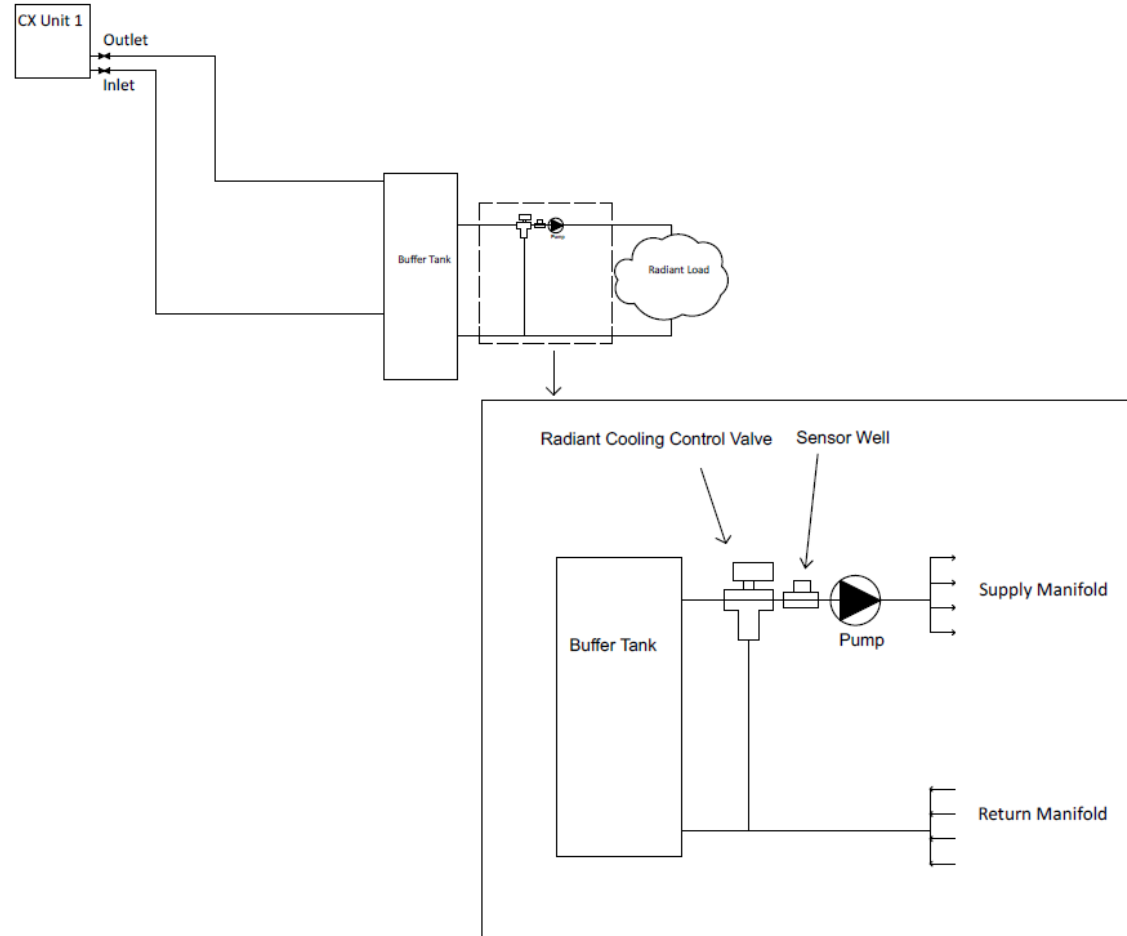 CX Unit 1
Outlet
Inlet
Buffer Tank
Pump
Radiant Load
Radiant Cooling Control Valve
Sensor Well
Buffer Tank
Pump
Supply Manifold
Return Manifold